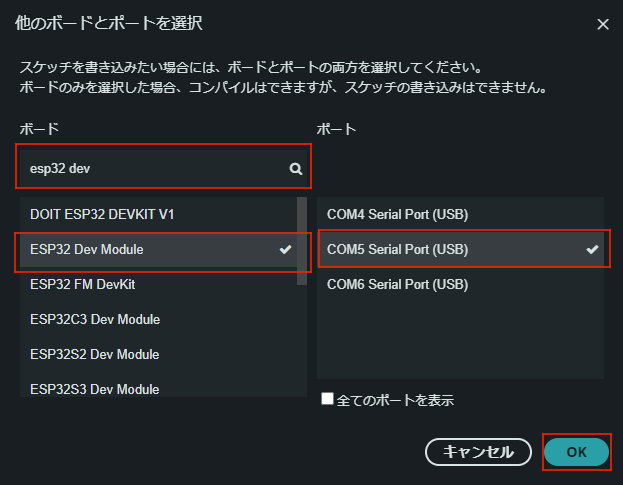 他のボードとポートを選択
スケッチを書き込みたい場合には、ボードとポートの両方を選択してください。
ボードのみを選択した場合、コンパイルはできますが、スケッチの書き込みはできません。
ボード
esp32 dev
DOIT ESP32 DEVKIT V1
ESP32 Dev Module
ESP32 FM DevKit
ESP32C3 Dev Module
ESP32S2 Dev Module
ESP32S3 Dev Module
ポート
COM4 Serial Port (USB)
COM5 Serial Port (USB)
COM6 Serial Port (USB)
全てのポートを表示
キャンセル
OK